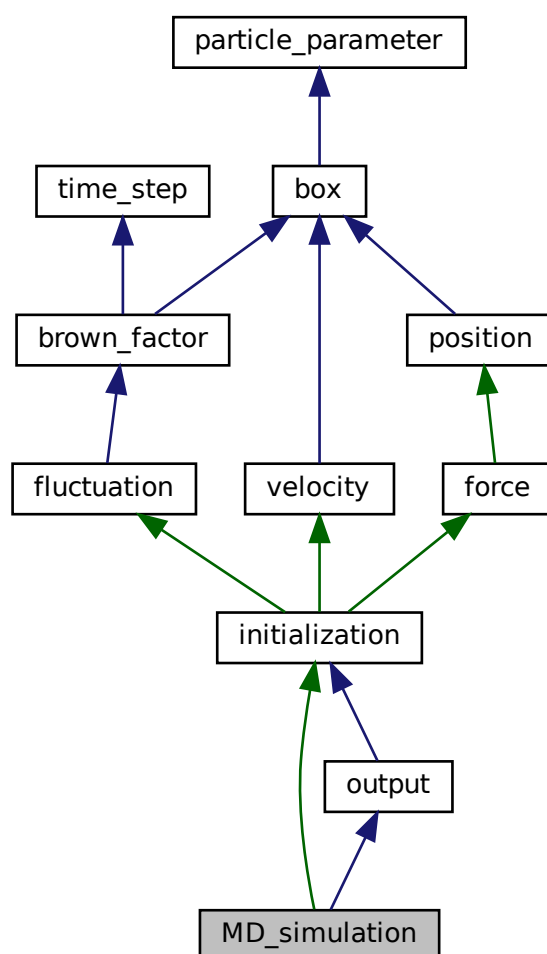 particle_parameter
time_step
box
brown_factor
position
fluctuation
velocity
force
initialization
output
MD_simulation